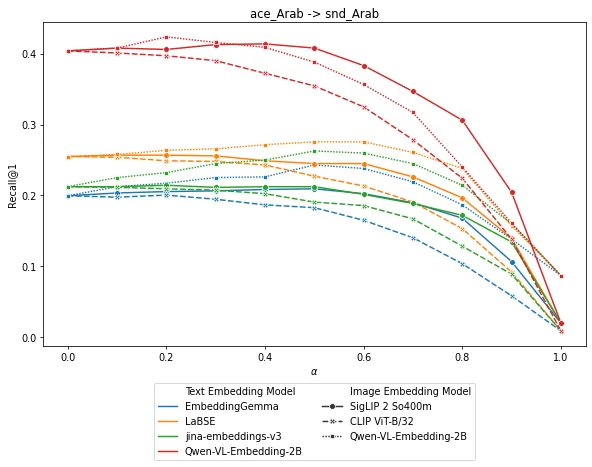 ace_Arab -> snd_Arab
Recall@1
0.4
0.3
0.2
0.1
0.0
0.0 0.2 0.4 0.6 0.8 1.0
α
Text Embedding Model
EmbeddingGemma
LaBSE
jina-embeddings-v3
Qwen-VL-Embedding-2B
Image Embedding Model
SigLIP 2 So400m
CLIP ViT-B/32
Qwen-VL-Embedding-2B